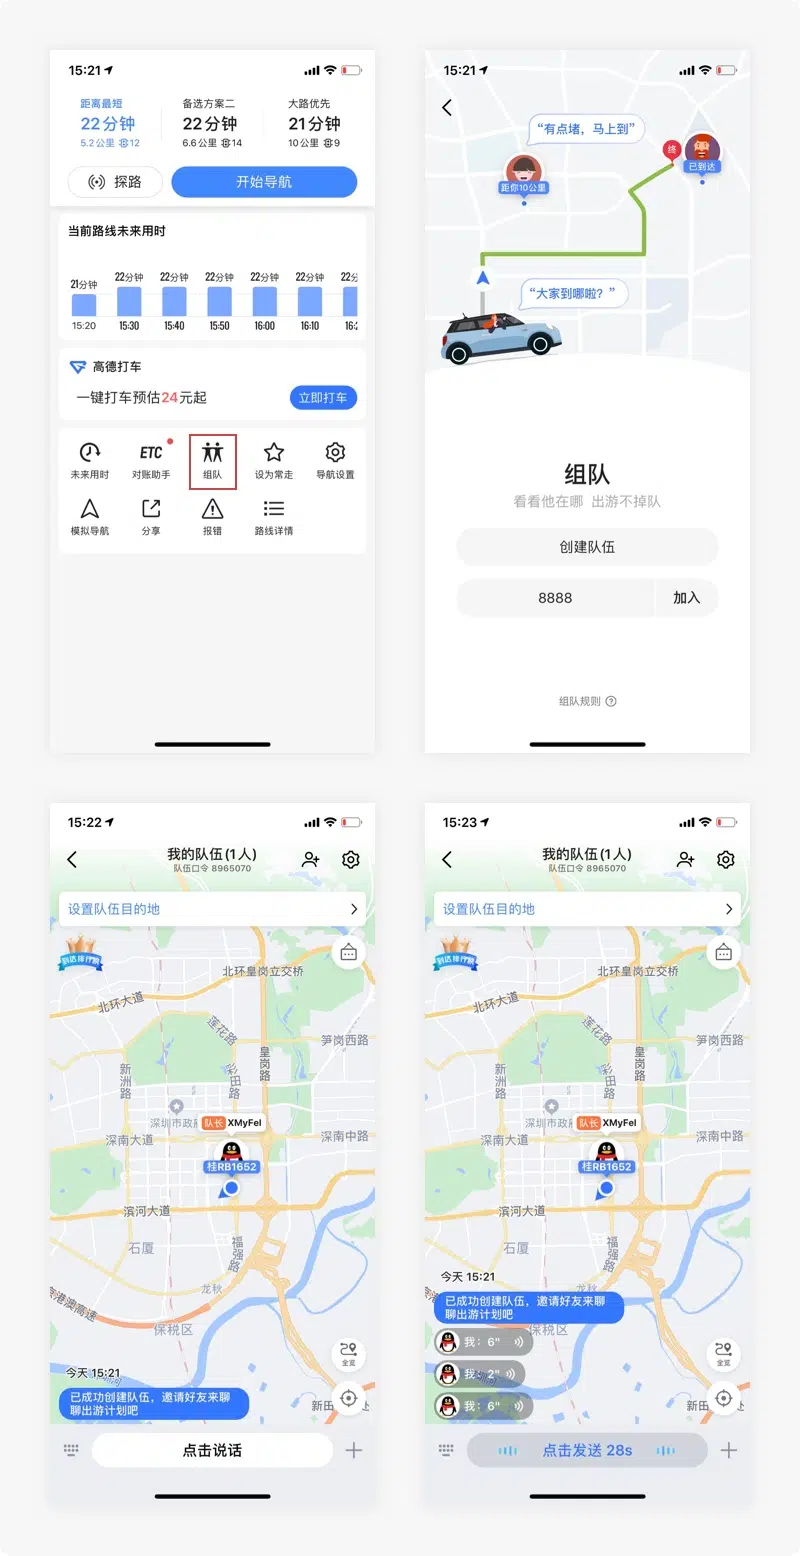 15:21
距离最短
备选方案二
大路优先
22分钟
22分钟
21分钟
5.2公里 12
6.6公里 14
10公里 9
探路
开始导航
当前路线未来用时
21分钟
22分钟
22分钟
22分钟
22分钟
22分钟
15:20
15:30
15:40
15:50
16:00
16:10
高德打车
一键打车预估24元起
立即打车
未来用时
ETC
对账助手
组队
设为常走
导航设置
模拟导航
分享
报错
路线详情
15:21
“有点堵，马上到”
终
已到达
距你10公里
“大家到哪啦？”
组队
看看他在哪 出游不掉队
创建队伍
8888
加入
组队规则
15:22
我的队伍(1人)
队伍口令 8965070
设置队伍目的地
到达排行榜
北环皇岗立交桥
北环大道
莲花路
笋岗西路
皇岗路
新洲路
深田路
深圳市政府
队长 XMyFel
深南大道
深南中路
桂RB1652
滨河大道
石厦
福强路
龙秋
京港澳高速
保税区
全览
今天 15:21
已成功创建队伍，邀请好友来聊
聊出游计划吧
新田
处
点击说话
15:23
我的队伍(1人)
队伍口令 8965070
设置队伍目的地
到达排行榜
北环皇岗立交桥
北环大道
莲花路
笋岗西路
皇岗路
新洲路
深田路
深圳市政府
队长 XMyFel
深南大道
深南中路
桂RB1652
滨河大道
石厦
福强路
今天 15:21
龙秋
已成功创建队伍，邀请好友来聊
聊出游计划吧
保税区
我：6"
我：2"
我：6"
全览
新田
处
点击发送 28s